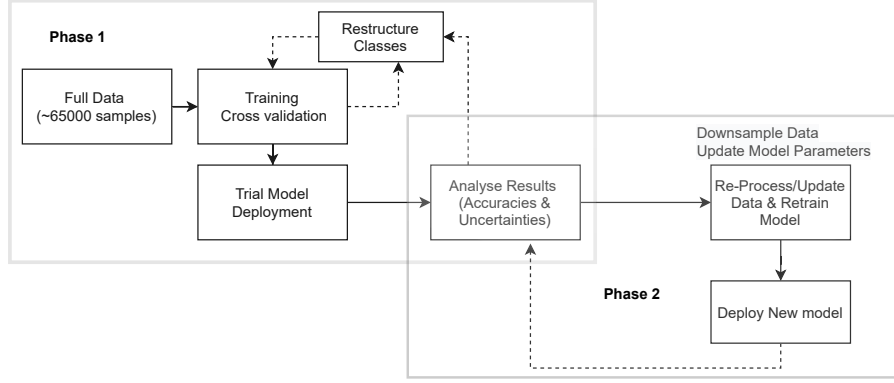 Phase 1
Restructure
Classes
Full Data
(~65000 samples)
Training
Cross validation
Trial Model
Deployment
Analyse Results
(Accuracies &
Uncertainties)
Downsample Data
Update Model Parameters
Re-Process/Update
Data & Retrain
Model
Phase 2
Deploy New model